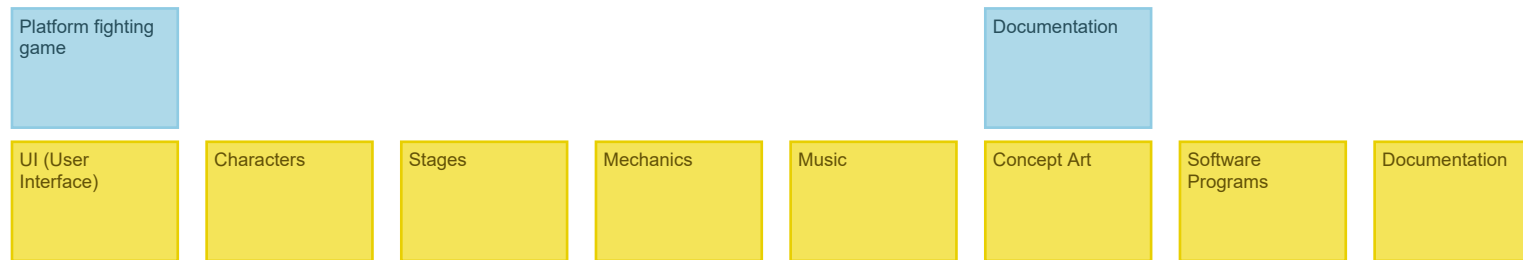 Platform fighting
game
Documentation
UI (User
Interface)
Characters
Stages
Mechanics
Music
Concept Art
Software
Programs
Documentation